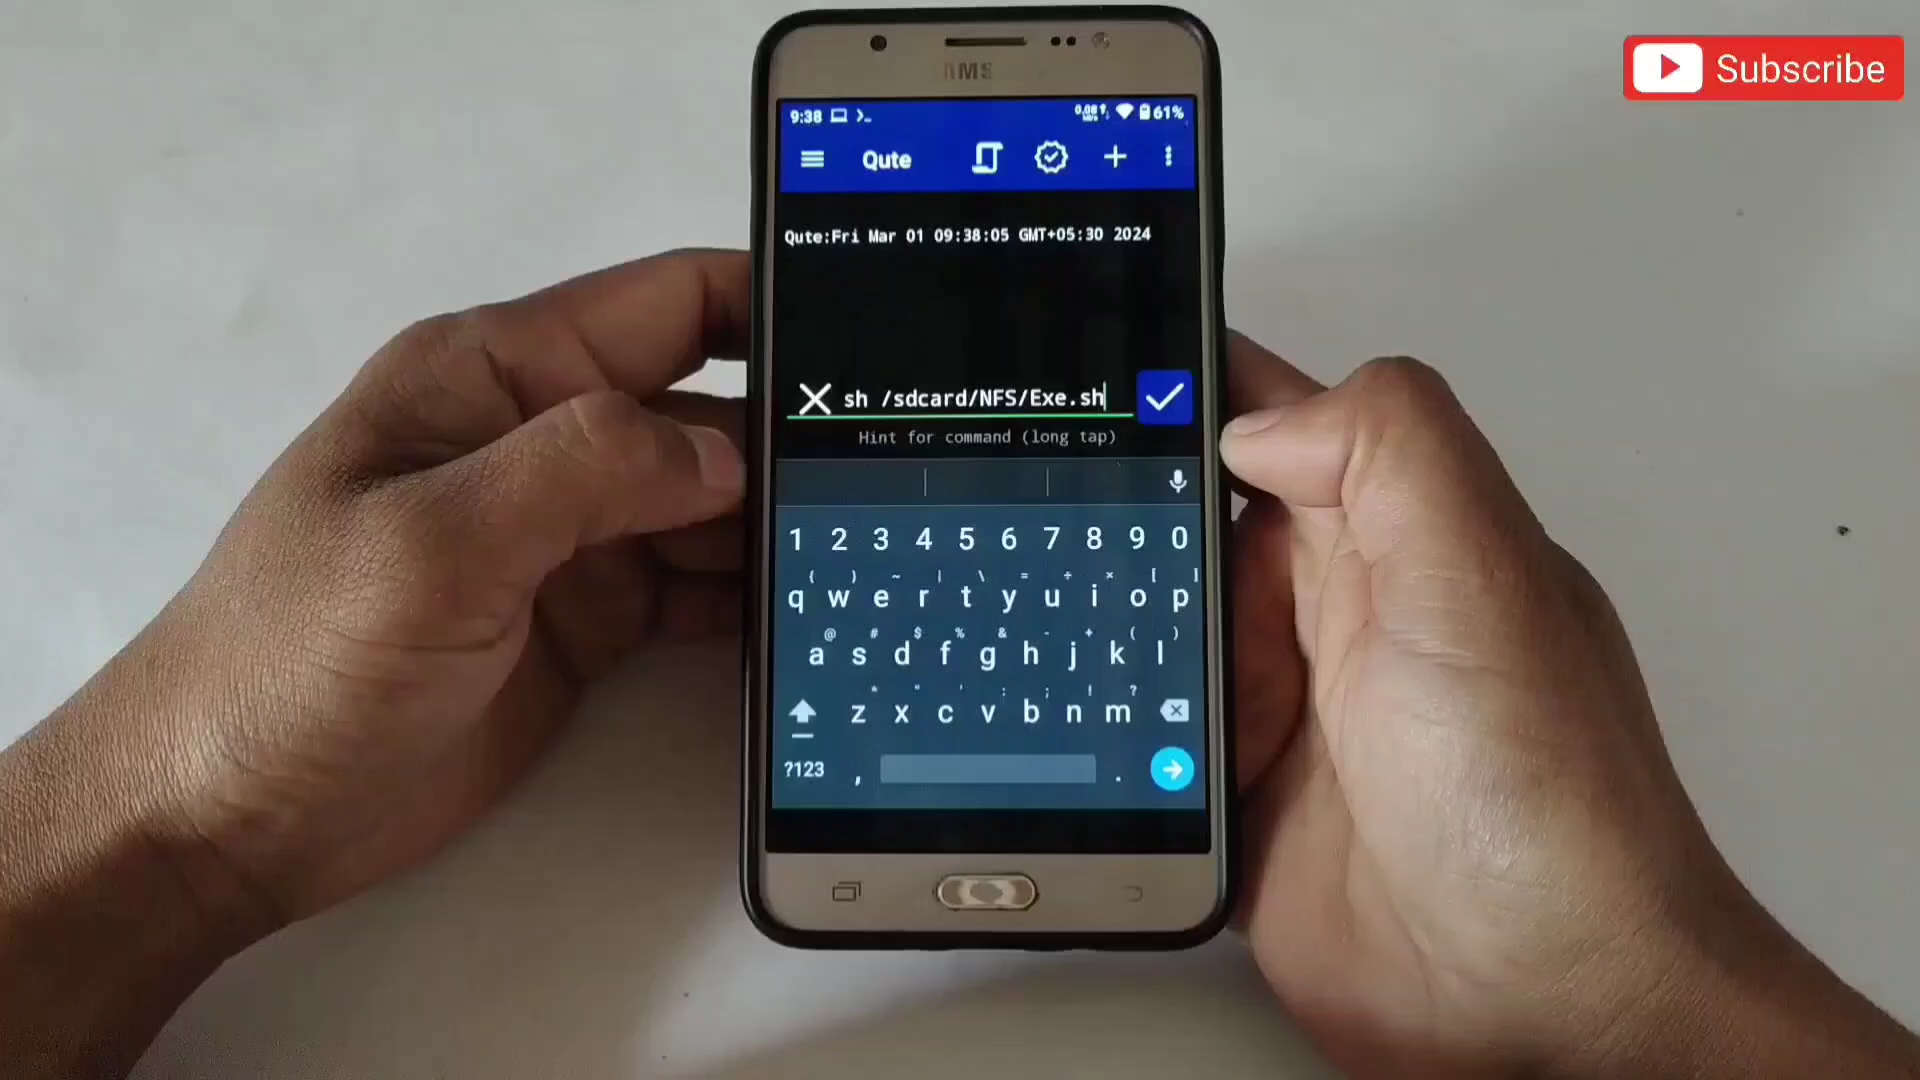 Subscribe
9:38
61%
Qute
Qute:Fri Mar 01 09:38:05 GMT+05:30 2024
sh /sdcard/NFS/Exe.sh
Hint for command (long tap)
1 2 3 4 5 6 7 8 9 0
{ } ~ | \ = ÷ × [ ]
q w e r t y u i o p
@ # $ % & - + ( )
a s d f g h j k l
* " ' : ; ! ?
z x c v b n m
?123 , .